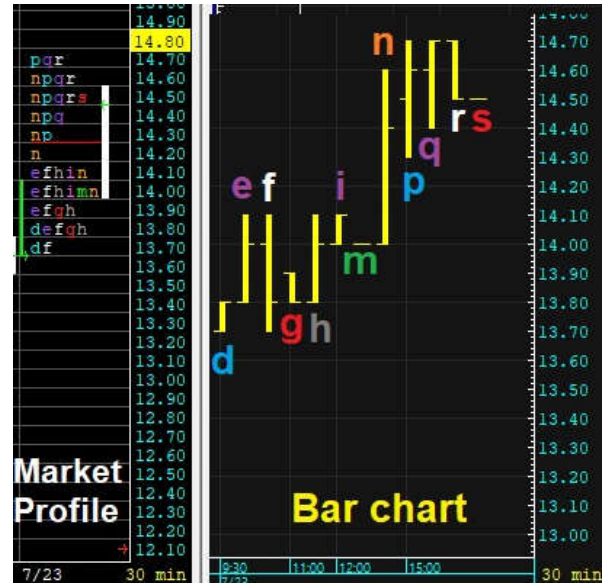 14.90
14.80
pqr 14.70
npqr 14.60
npqrs 14.50
npq 14.40
np 14.30
n 14.20
efhin 14.10
efhimn 14.00
efgh 13.90
defgh 13.80
df 13.70
13.60
13.40
13.30
13.20
13.10
13.00
12.90
12.80
12.70
12.60
12.50
12.40
12.30
12.20
12.10
Market
Profile
7/23 30 min
n
e f i
r s
q
p
m
g h
d
Bar chart
14.70
14.60
14.50
14.40
14.30
14.20
14.10
14.00
13.90
13.80
13.70
13.60
13.50
13.40
13.30
13.20
13.10
13.00
9:30 11:00 12:00 15:00
30 min